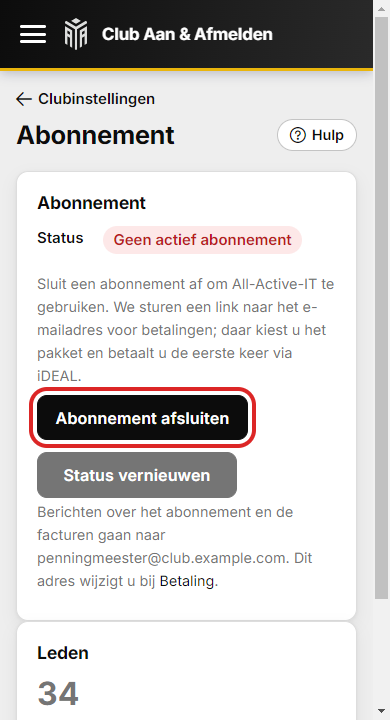 Club Aan & Afmelden
Clubinstellingen
Abonnement
Hulp
Abonnement
Status
Geen actief abonnement
Sluit een abonnement af om All-Active-IT te
gebruiken. We sturen een link naar het e-
mailadres voor betalingen; daar kiest u het
pakket en betaalt u de eerste keer via
iDEAL.
Abonnement afsluiten
Status vernieuwen
Berichten over het abonnement en de
facturen gaan naar
penningmeester@club.example.com. Dit
adres wijzigt u bij Betaling.
Leden
34